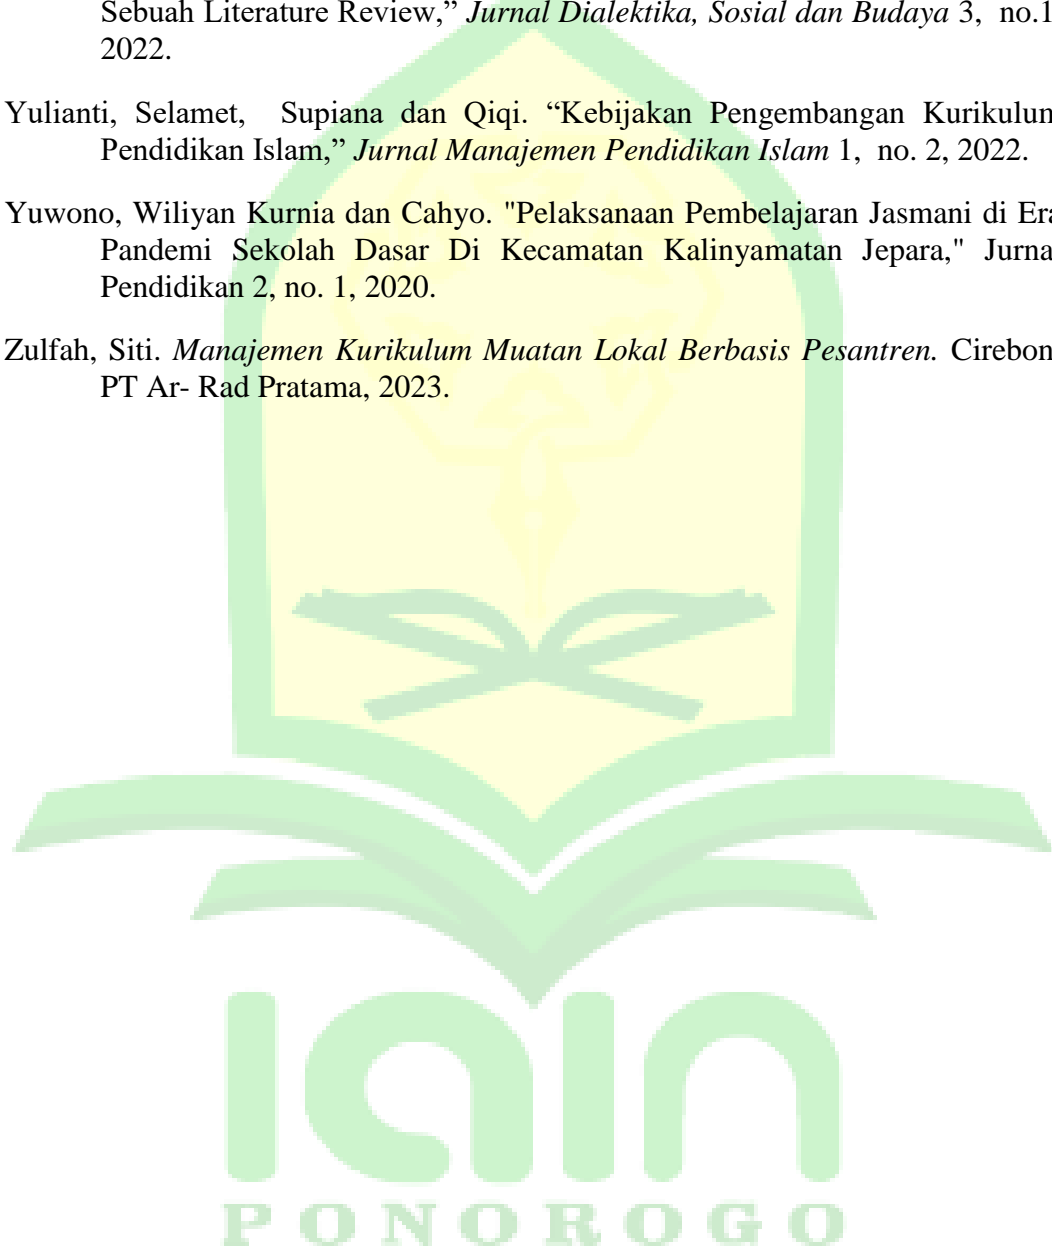 Sebuah Literature Review,” Jurnal Dialektika, Sosial dan Budaya 3, no.1
2022.
Yulianti, Selamet, Supiana dan Qiqi. “Kebijakan Pengembangan Kurikulum
Pendidikan Islam,” Jurnal Manajemen Pendidikan Islam 1, no. 2, 2022.
Yuwono, Wiliyan Kurnia dan Cahyo. "Pelaksanaan Pembelajaran Jasmani di Era
Pandemi Sekolah Dasar Di Kecamatan Kalinyamatan Jepara," Jurna
Pendidikan 2, no. 1, 2020.
Zulfah, Siti. Manajemen Kurikulum Muatan Lokal Berbasis Pesantren. Cirebon
PT Ar- Rad Pratama, 2023.
iain
PONOROGO